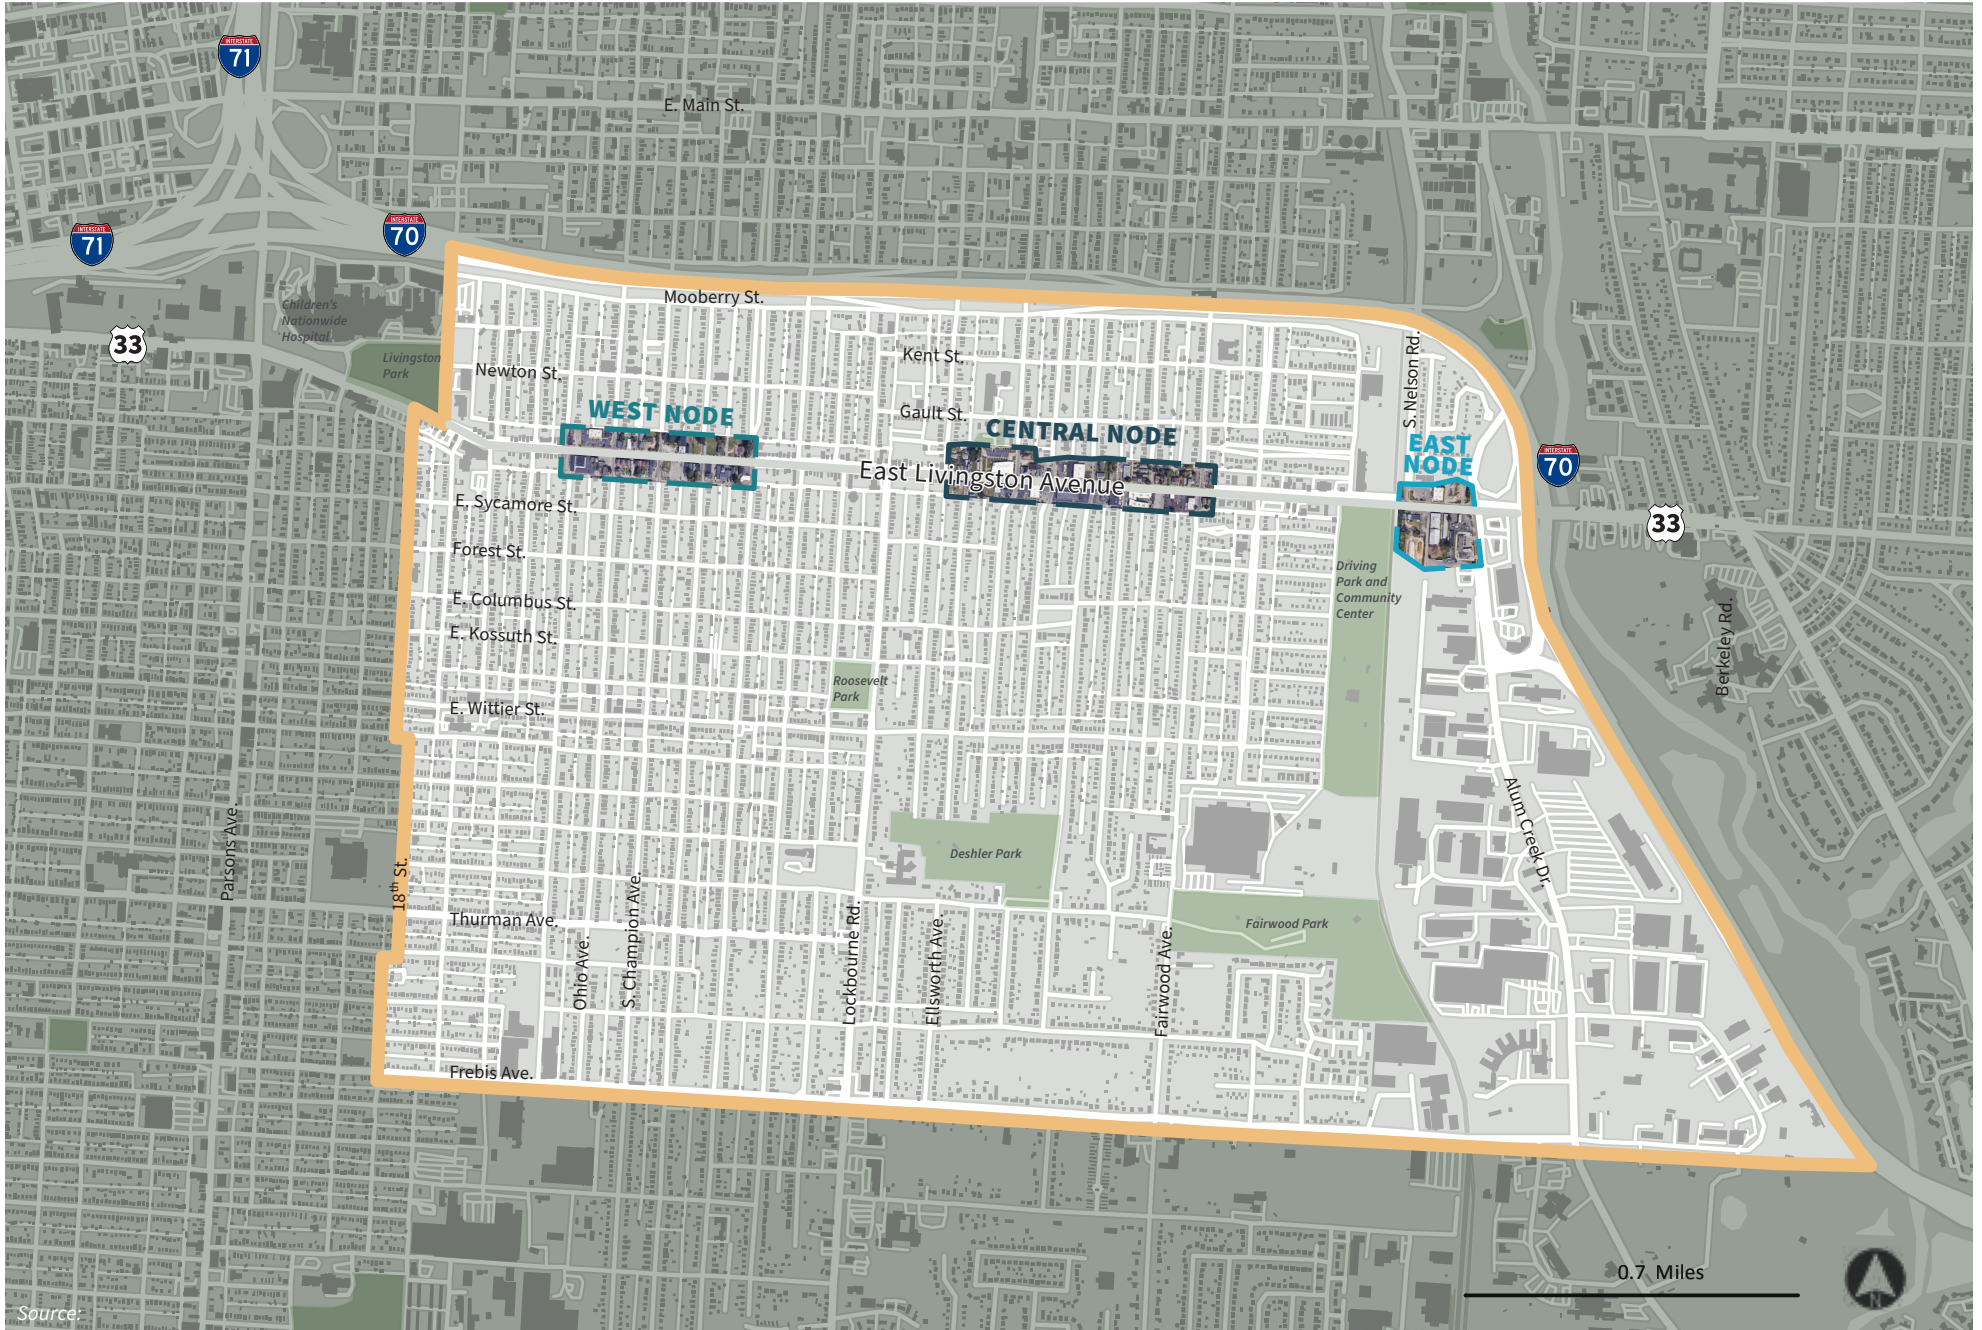 INTERSTATE
71
E. Main St.
INTERSTATE
71
INTERSTATE
70
Mooberry St.
Children's
Nationwide
Hospital
33
Livingston
Park
Newton St.
Kent St.
S. Nelson Rd.
Gault St.
WEST NODE
CENTRAL NODE
EAST
NODE
INTERSTATE
70
East Livingston Avenue
E. Sycamore St.
33
Forest St.
Driving
Park and
Community
Center
E. Columbus St.
E. Kossuth St.
Berkeley Rd.
Roosevelt
Park
E. Wittier St.
Alum Creek Dr.
Parsons Ave.
Deshler Park
18th St.
Thurman Ave.
Fairwood Park
Ohio Ave.
S. Champion Ave.
Lockbourne Rd.
Ellsworth Ave.
Fairwood Ave.
Frebis Ave.
0.7 Miles
N
Source: